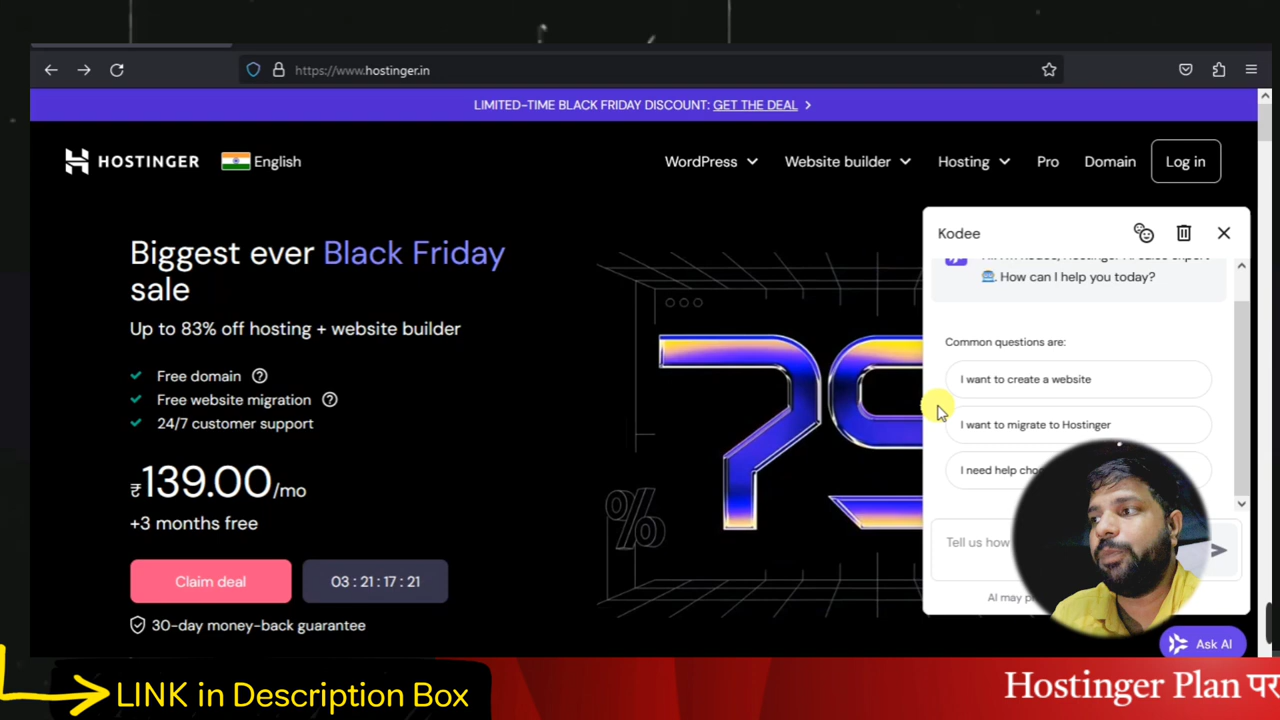 https://www.hostinger.in
LIMITED-TIME BLACK FRIDAY DISCOUNT: GET THE DEAL >
HOSTINGER English
WordPress Website builder Hosting Pro Domain Log in
Biggest ever Black Friday
sale
Up to 83% off hosting + website builder
Free domain ?
Free website migration ?
24/7 customer support
₹139.00/mo
+3 months free
Claim deal 03 : 21 : 17 : 21
30-day money-back guarantee
%
Kodee
How can I help you today?
Common questions are:
I want to create a website
I want to migrate to Hostinger
I need help
Tell us how
AI may
Ask AI
LINK in Description Box
Hostinger Plan पर